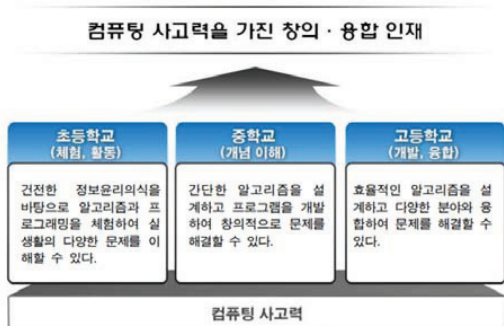 컴퓨팅 사고력을 가진 창의 · 융합 인재
초등학교
(체험, 활동)
건전한 정보윤리의식을
바탕으로 알고리즘과 프
로그래밍을 체험하여 실
생활의 다양한 문제를 이
해할 수 있다.
중학교
(개념 이해)
간단한 알고리즘을 설
계하고 프로그램을 개발
하여 창의적으로 문제를
해결할 수 있다.
고등학교
(개발, 융합)
효율적인 알고리즘을 설
계하고 다양한 분야와 융
합하여 문제를 해결할 수
있다.
컴퓨팅 사고력